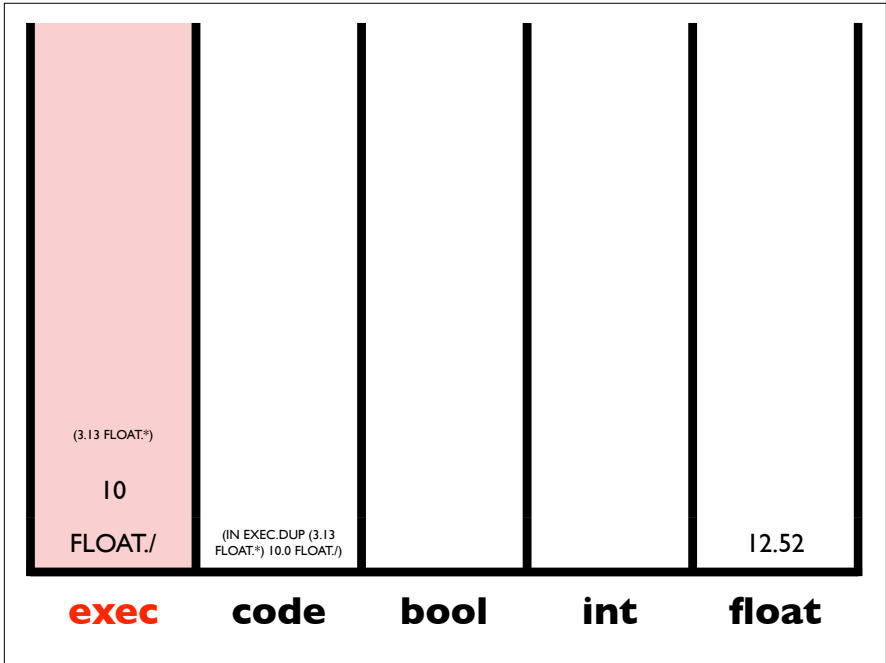 (3.13 FLOAT.*)
10
FLOAT./
(IN EXEC.DUP (3.13
FLOAT.*) 10.0 FLOAT./)
12.52
exec code bool int float